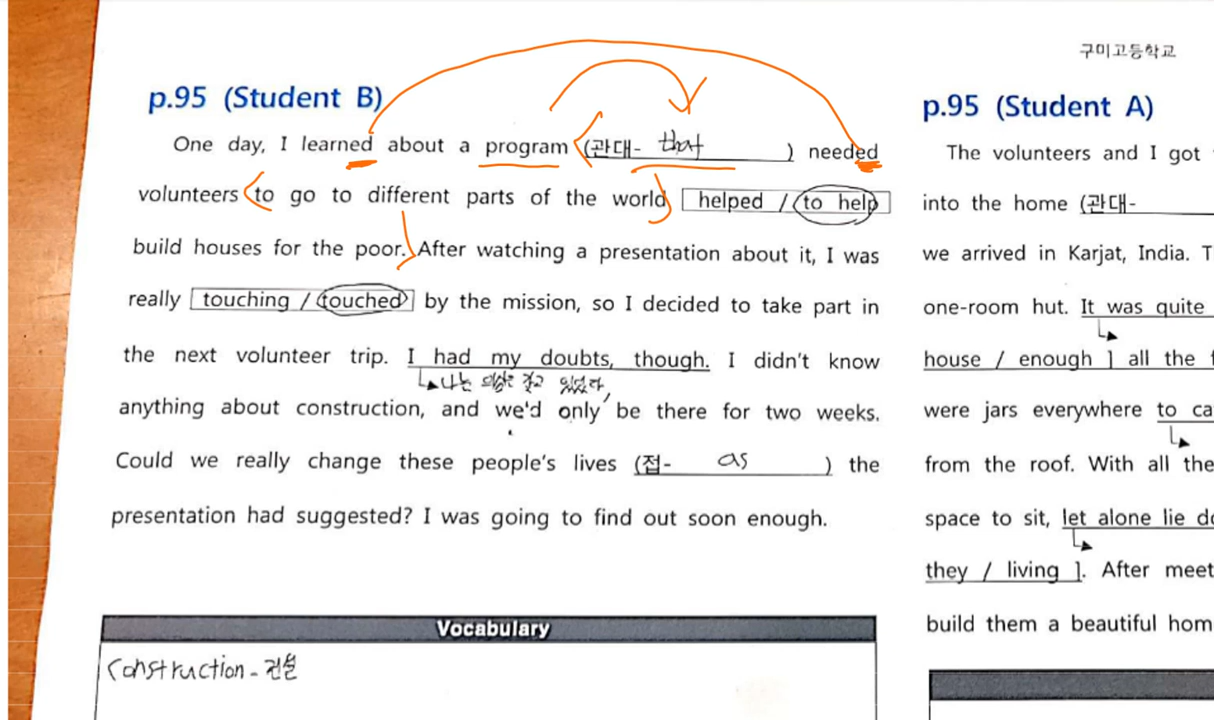 구미고등학교
p.95 (Student B)
One day, I learned about a program (관대- that ) needed
volunteers to go to different parts of the world helped / to help
build houses for the poor. After watching a presentation about it, I was
really touching / touched by the mission, so I decided to take part in
the next volunteer trip. I had my doubts, though. I didn't know
나는 의심을 갖고 있었다
anything about construction, and we'd only be there for two weeks.
Could we really change these people's lives (접- as ) the
presentation had suggested? I was going to find out soon enough.
Vocabulary
Construction - 건설
p.95 (Student A)
The volunteers and I got
into the home (관대-
we arrived in Karjat, India. T
one-room hut. It was quite
house / enough ] all the f
were jars everywhere to ca
from the roof. With all the
space to sit, let alone lie do
they / living ]. After meet
build them a beautiful hom